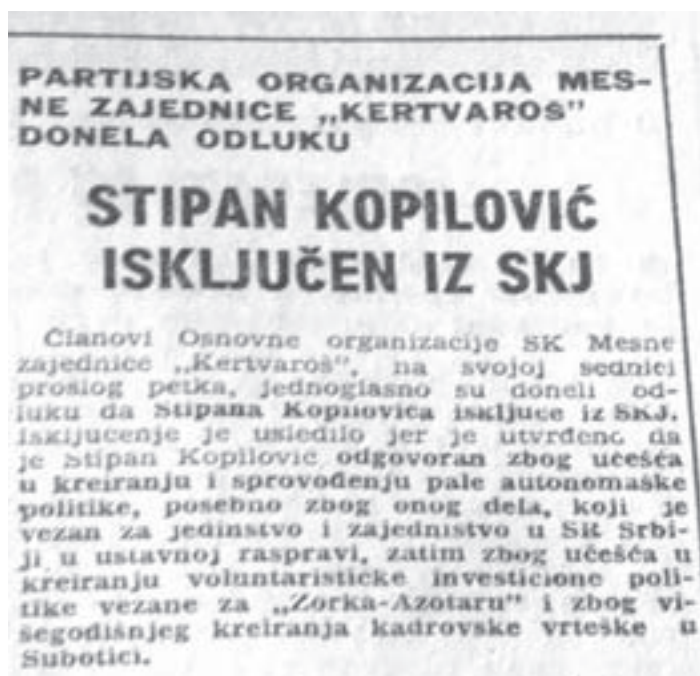 PARTIJSKA ORGANIZACIJA MES-
NE ZAJEDNICE „KERTVAROŠ”
DONELA ODLUKU
STIPAN KOPILOVIĆ
ISKLJUČEN IZ SKJ
Članovi Osnovne organizacije SK Mesne
zajednice „Kertvaroš”, na svojoj sednici
prošlog petka, jednoglasno su doneli od-
luku da Stipana Kopilovića isključe iz SKJ.
Isključenje je usledilo jer je utvrđeno da
je Stipan Kopilović odgovoran zbog učešća
u kreiranju i sprovođenju pale autonomaške
politike, posebno zbog onog dela, koji je
vezan za jedinstvo i zajedništvo u SR Srbi-
ji u ustavnoj raspravi, zatim zbog učešća u
kreiranju voluntarističke investicione poli-
tike vezane za „Zorka-Azotaru” i zbog vi-
šegodišnjeg kreiranja kadrovske vrteške u
Subotici.